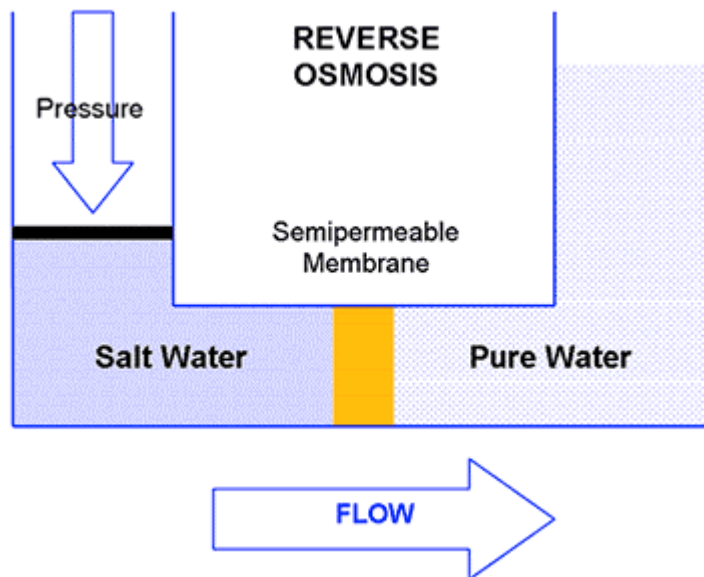 REVERSE
OSMOSIS
Pressure
Semipermeable
Membrane
Salt Water
Pure Water
FLOW